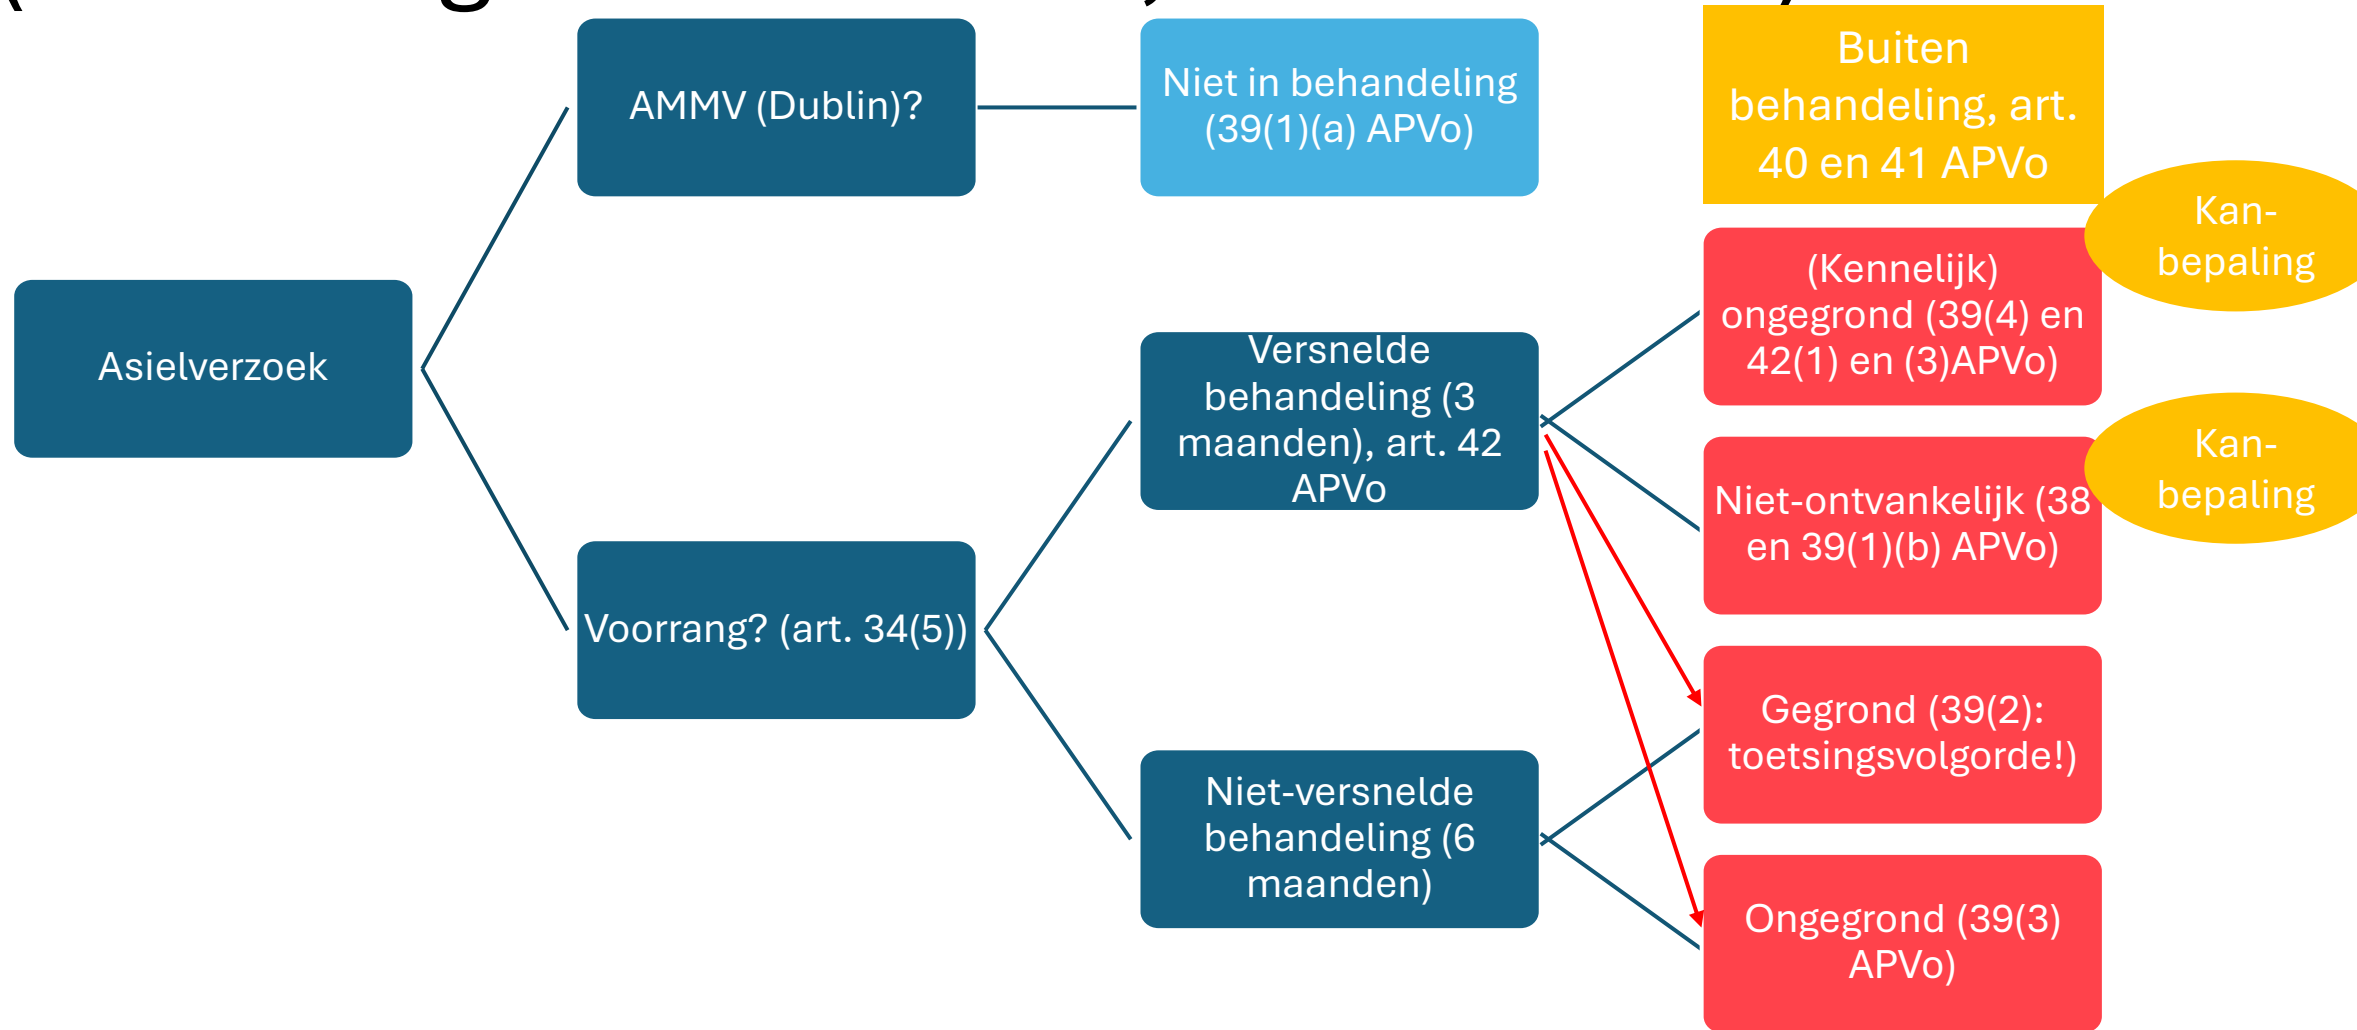 Asielverzoek
AMMV (Dublin)?
Niet in behandeling
(39(1)(a) APVo)
Voorrang? (art. 34(5))
Versnelde
behandeling (3
maanden), art. 42
APVo
Niet-versnelde
behandeling (6
maanden)
Buiten
behandeling, art.
40 en 41 APVo
(Kennelijk)
ongegrond (39(4) en
42(1) en (3)APVo)
Kan-
bepaling
Niet-ontvankelijk (38
en 39(1)(b) APVo)
Kan-
bepaling
Gegrond (39(2):
toetsingsvolgorde!)
Ongegrond (39(3)
APVo)